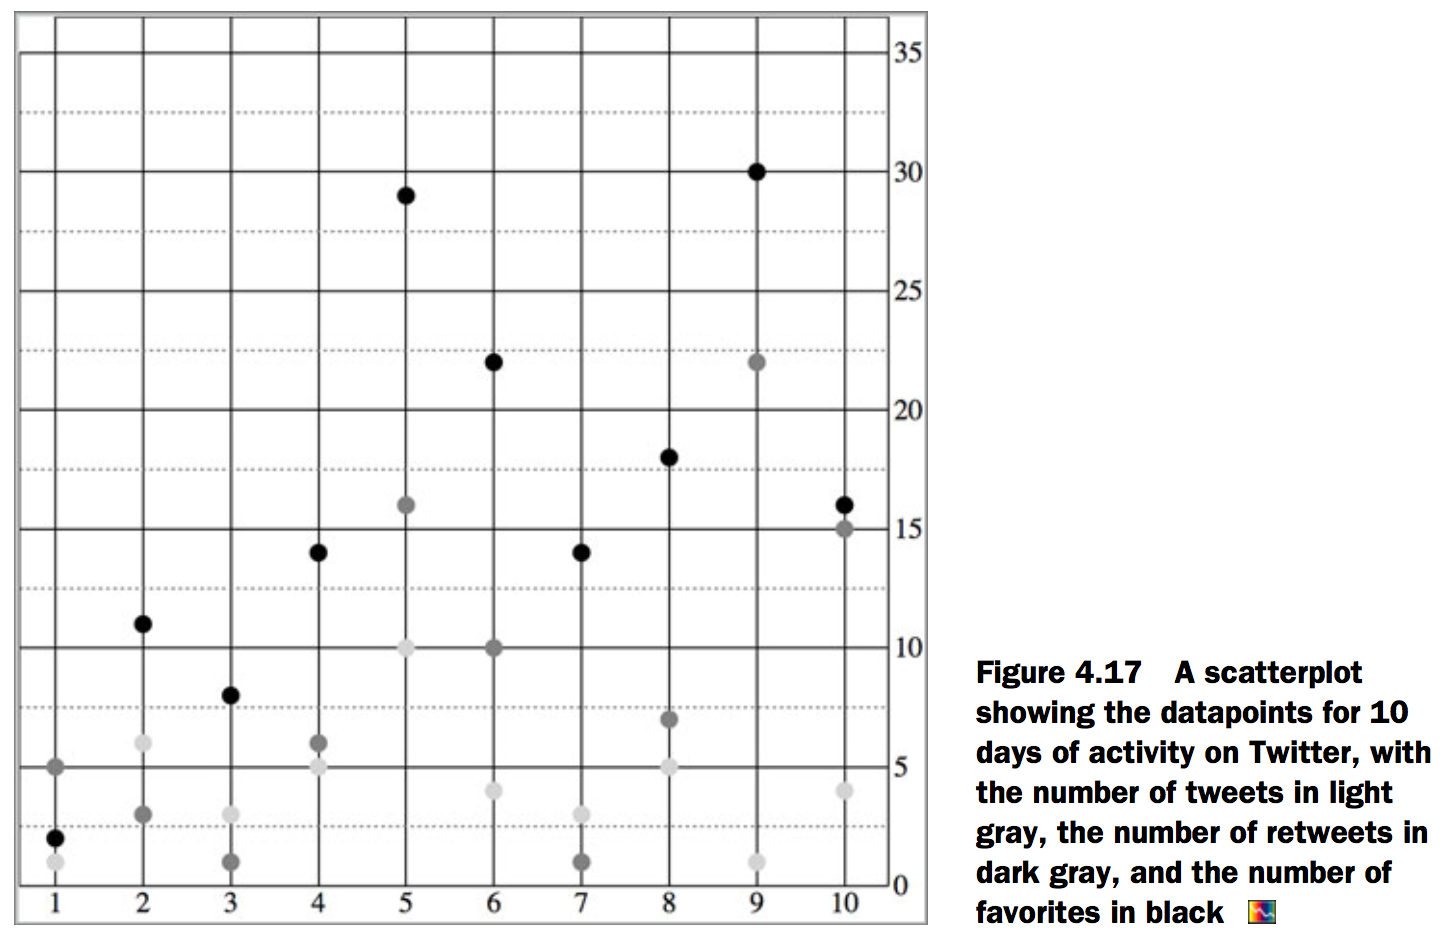 35
30
25
20
15
10
5
0
1 2 3 4 5 6 7 8 9 10
Figure 4.17 A scatterplot
showing the datapoints for 10
days of activity on Twitter, with
the number of tweets in light
gray, the number of retweets in
dark gray, and the number of
favorites in black